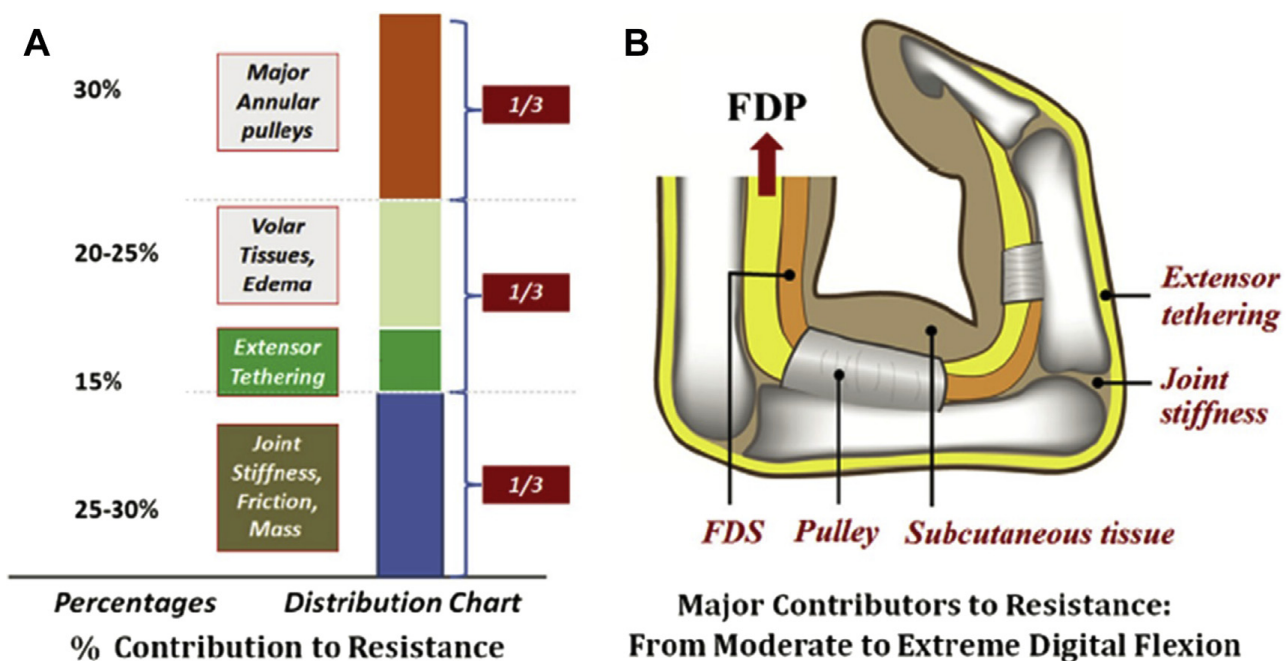 A
30%
Major
Annular
pulleys
1/3
20-25%
Volar
Tissues,
Edema
1/3
15%
Extensor
Tethering
25-30%
Joint
Stiffness,
Friction,
Mass
1/3
Percentages Distribution Chart
% Contribution to Resistance
B
FDP
Extensor
tethering
Joint
stiffness
FDS Pulley Subcutaneous tissue
Major Contributors to Resistance:
From Moderate to Extreme Digital Flexion